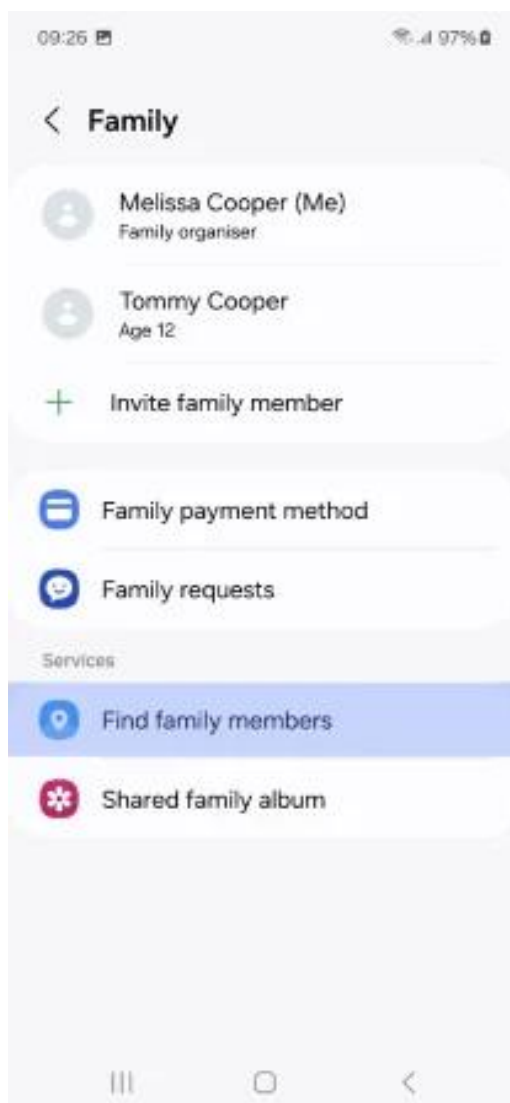 09:26 97%
Family
Melissa Cooper (Me)
Family organiser
Tommy Cooper
Age 12
Invite family member
Family payment method
Family requests
Services
Find family members
Shared family album